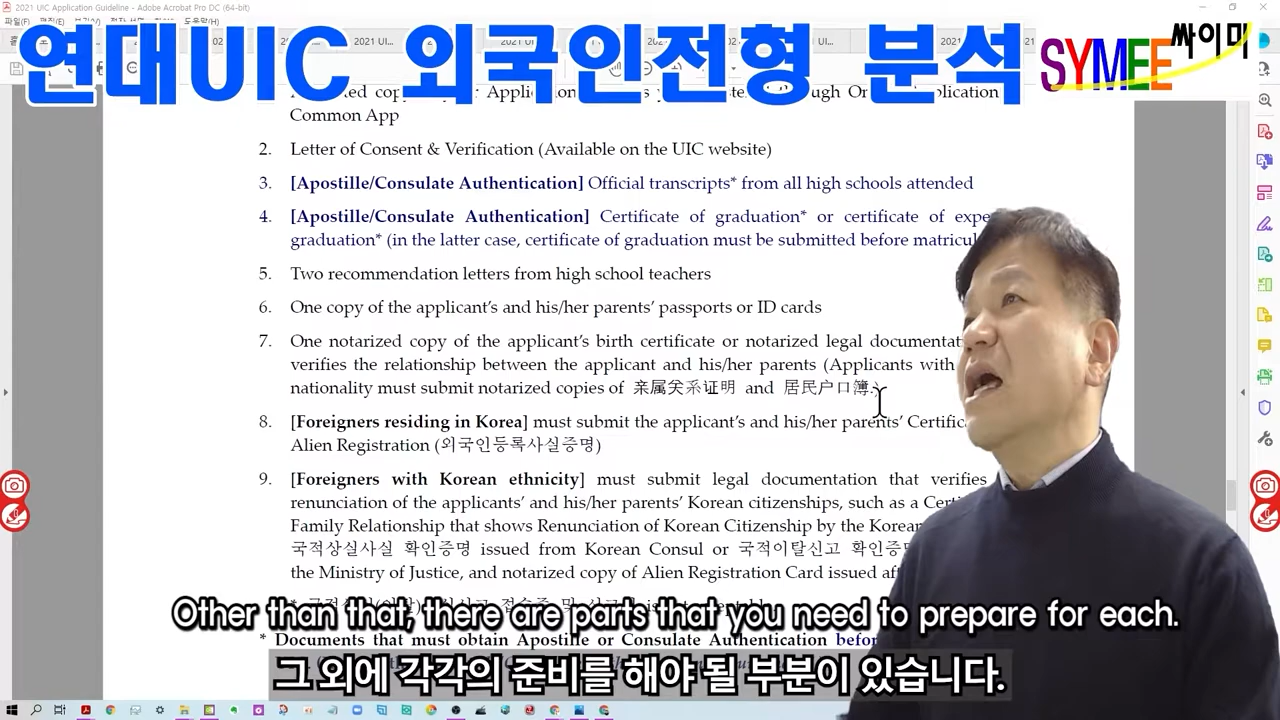 2021 UIC Application Guideline - Adobe Acrobat Pro DC (64-bit)
연대UIC 외국인전형 분석
SYMEE 싸이미
Common App
2. Letter of Consent & Verification (Available on the UIC website)
3. [Apostille/Consulate Authentication] Official transcripts* from all high schools attended
4. [Apostille/Consulate Authentication] Certificate of graduation* or certificate of
graduation* (in the latter case, certificate of graduation must be submitted before
5. Two recommendation letters from high school teachers
6. One copy of the applicant's and his/her parents' passports or ID cards
7. One notarized copy of the applicant's birth certificate or notarized legal
verifies the relationship between the applicant and his/her parents (Applicants with
nationality must submit notarized copies of 亲属关系证明 and 居民户口簿.)
8. [Foreigners residing in Korea] must submit the applicant's and his/her parents'
Alien Registration (외국인등록사실증명)
9. [Foreigners with Korean ethnicity] must submit legal documentation that verifies
renunciation of the applicants' and his/her parents' Korean citizenships, such as a
Family Relationship that shows Renunciation of Korean Citizenship by the Korean
국적상실사실 확인증명 issued from Korean Consul or 국적이탈신고
the Ministry of Justice, and notarized copy of Alien Registration Card issued
Other than that, there are parts that you need to prepare for each.
* Documents that must obtain Apostille or Consulate Authentication
그 외에 각각의 준비를 해야 될 부분이 있습니다.